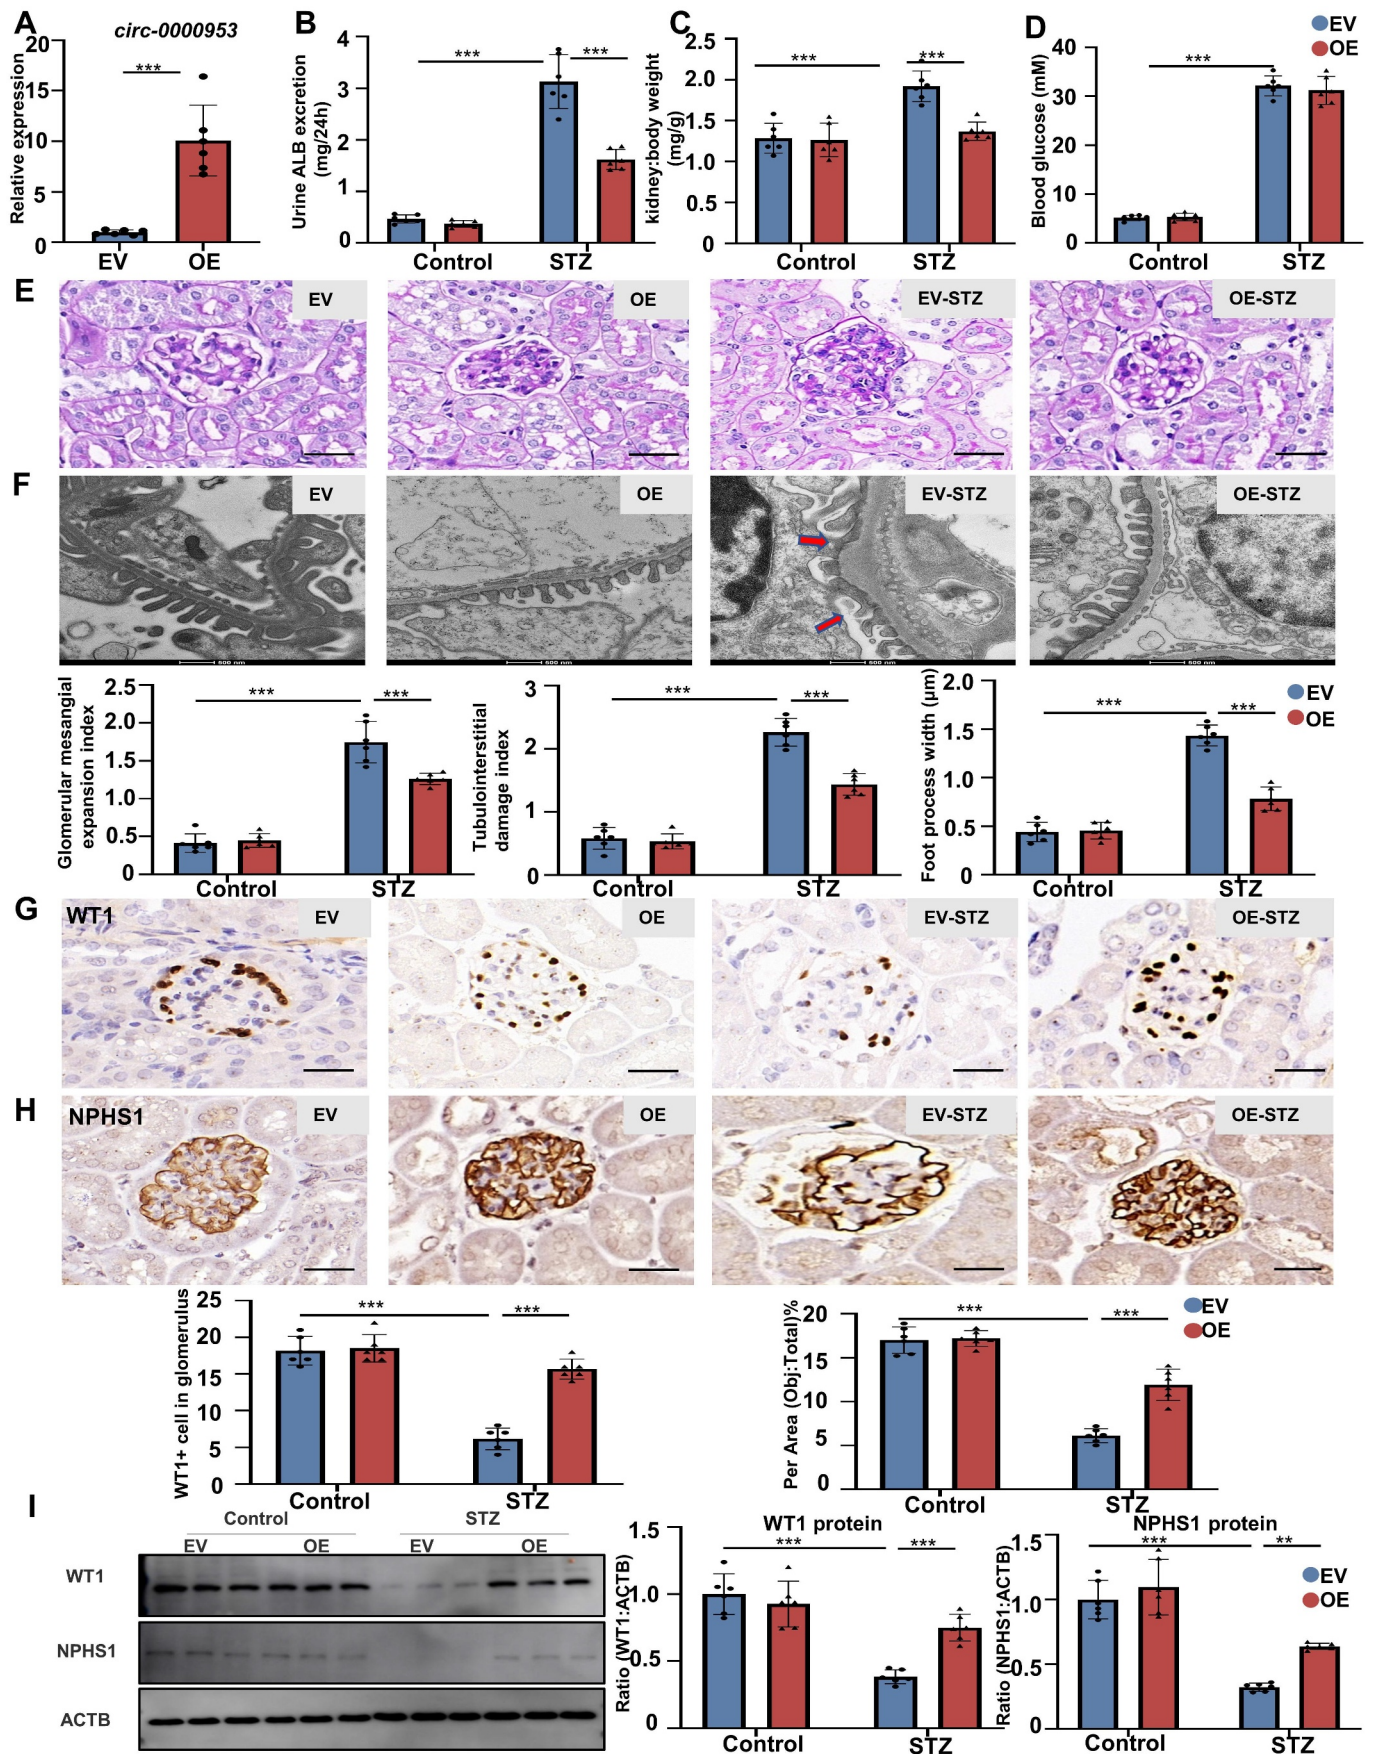 A
circ-0000953
Relative expression
20
15
10
5
0
***
EV
OE
B
Urine ALB excretion
(mg/24h)
4
3
2
1
0
***
***
Control
STZ
C
kidney:body weight
(mg/g)
2.5
2.0
1.5
1.0
0.5
0
***
***
Control
STZ
D
EV
OE
Blood glucose (mM)
40
30
20
10
0
***
Control
STZ
E
EV
OE
EV-STZ
OE-STZ
F
EV
OE
EV-STZ
OE-STZ
500 nm
500 nm
500 nm
500 nm
Glomerular mesangial
expansion index
2.5
2.0
1.5
1.0
0.5
0
***
***
Control
STZ
Tubulointerstitial
damage index
3
2
1
0
***
***
Control
STZ
Foot process width (μm)
2.0
1.5
1.0
0.5
0
***
***
Control
STZ
EV
OE
G
WT1
EV
OE
EV-STZ
OE-STZ
H
NPHS1
EV
OE
EV-STZ
OE-STZ
WT1+ cell in glomerulus
25
20
15
10
5
0
***
***
Control
STZ
Per Area (Obj:Total)%
20
15
10
5
0
***
***
Control
STZ
EV
OE
I
Control
STZ
EV
OE
EV
OE
WT1
NPHS1
ACTB
WT1 protein
Ratio (WT1:ACTB)
1.5
1.0
0.5
0
***
***
Control
STZ
NPHS1 protein
Ratio (NPHS1:ACTB)
1.5
1.0
0.5
0
***
**
Control
STZ
EV
OE